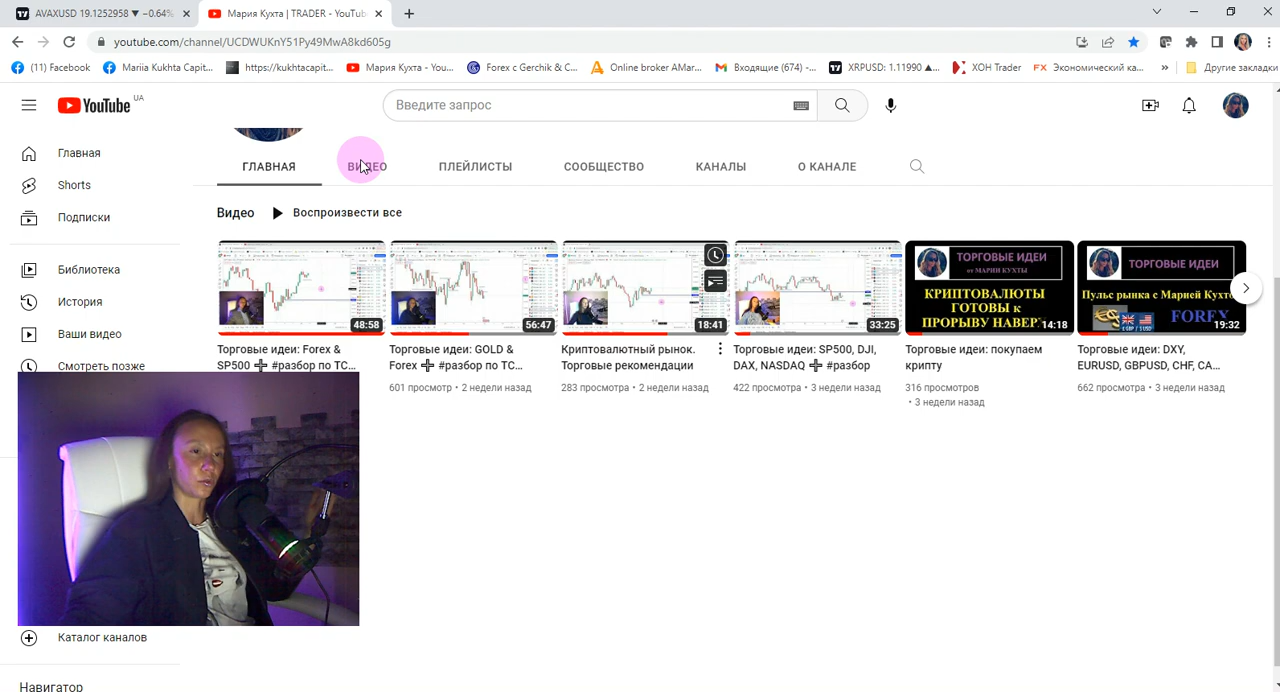 AVAXUSD 19.1252958 ▼ −0.64%
Мария Кухта | TRADER - YouTub
youtube.com/channel/UCDWUKnY51Py49MwA8kd605g
(11) Facebook
Mariia Kukhta Capit...
https://kukhtacapit...
Мария Кухта - You...
Forex c Gerchik & C...
Online broker AMar...
Входящие (674) -...
XRPUSD: 1.11990 ▲...
XOH Trader
FX Экономический ка...
»
Другие закладки
YouTube UA
Введите запрос
Главная
Shorts
Подписки
Библиотека
История
Ваши видео
Смотреть позже
ГЛАВНАЯ
ВИДЕО
ПЛЕЙЛИСТЫ
СООБЩЕСТВО
КАНАЛЫ
О КАНАЛЕ
Видео
Воспроизвести все
48:58
Торговые идеи: Forex &
SP500 ➕ #разбор по ТС...
56:47
Торговые идеи: GOLD &
Forex ➕ #разбор по ТС...
601 просмотр • 2 недели назад
18:41
Криптовалютный рынок.
Торговые рекомендации
283 просмотра • 2 недели назад
33:25
Торговые идеи: SP500, DJI,
DAX, NASDAQ ➕ #разбор
422 просмотра • 3 недели назад
ТОРГОВЫЕ ИДЕИ
от МАРИИ КУХТЫ
КРИПТОВАЛЮТЫ
ГОТОВЫ к
ПРОРЫВУ НАВЕР
14:18
Торговые идеи: покупаем
крипту
316 просмотров
• 3 недели назад
ТОРГОВЫЕ ИДЕИ
Пульс рынка с Марией Кухто
FOREX
19:32
Торговые идеи: DXY,
EURUSD, GBPUSD, CHF, CA...
662 просмотра • 3 недели назад
Каталог каналов
Навигатор